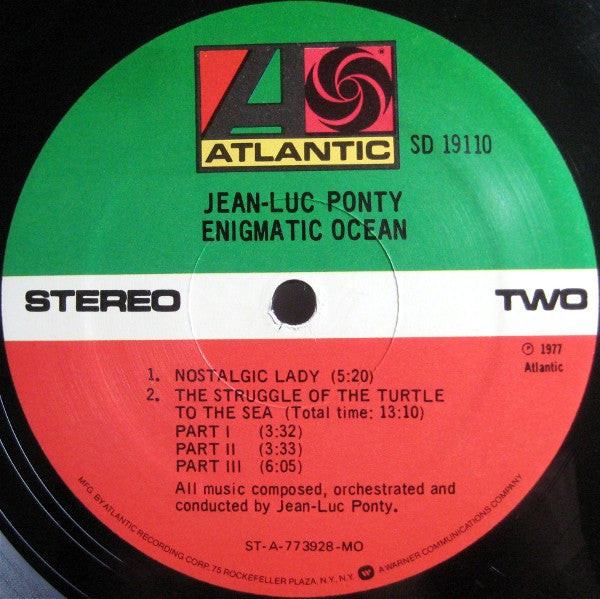 ATLANTIC
SD 19110
JEAN-LUC PONTY
ENIGMATIC OCEAN
STEREO
TWO
℗ 1977
Atlantic
1. NOSTALGIC LADY (5:20)
2. THE STRUGGLE OF THE TURTLE
TO THE SEA (Total time: 13:10)
PART I (3:32)
PART II (3:33)
PART III (6:05)
All music composed, orchestrated and
conducted by Jean-Luc Ponty.
ST-A-773928-MO
MFG. BY ATLANTIC RECORDING CORP. 75 ROCKEFELLER PLAZA, N.Y., N.Y. A WARNER COMMUNICATIONS COMPANY